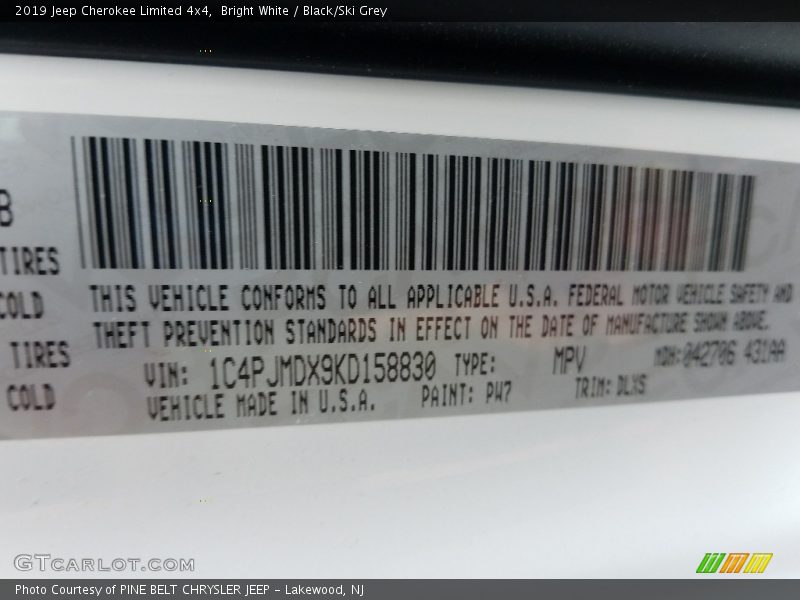 2019 Jeep Cherokee Limited 4x4,  Bright White / Black/Ski Grey
B
TIRES
COLD
TIRES
COLD
THIS VEHICLE CONFORMS TO ALL APPLICABLE U.S.A. FEDERAL MOTOR VEHICLE SAFETY AND
THEFT PREVENTION STANDARDS IN EFFECT ON THE DATE OF MANUFACTURE SHOWN ABOVE.
VIN: 1C4PJMDX9KD158830 TYPE: MPV MDH:042706 431AA
VEHICLE MADE IN U.S.A. PAINT: PW7 TRIM: DLXS
GTCARLOT.COM
Photo Courtesy of PINE BELT CHRYSLER JEEP – Lakewood, NJ